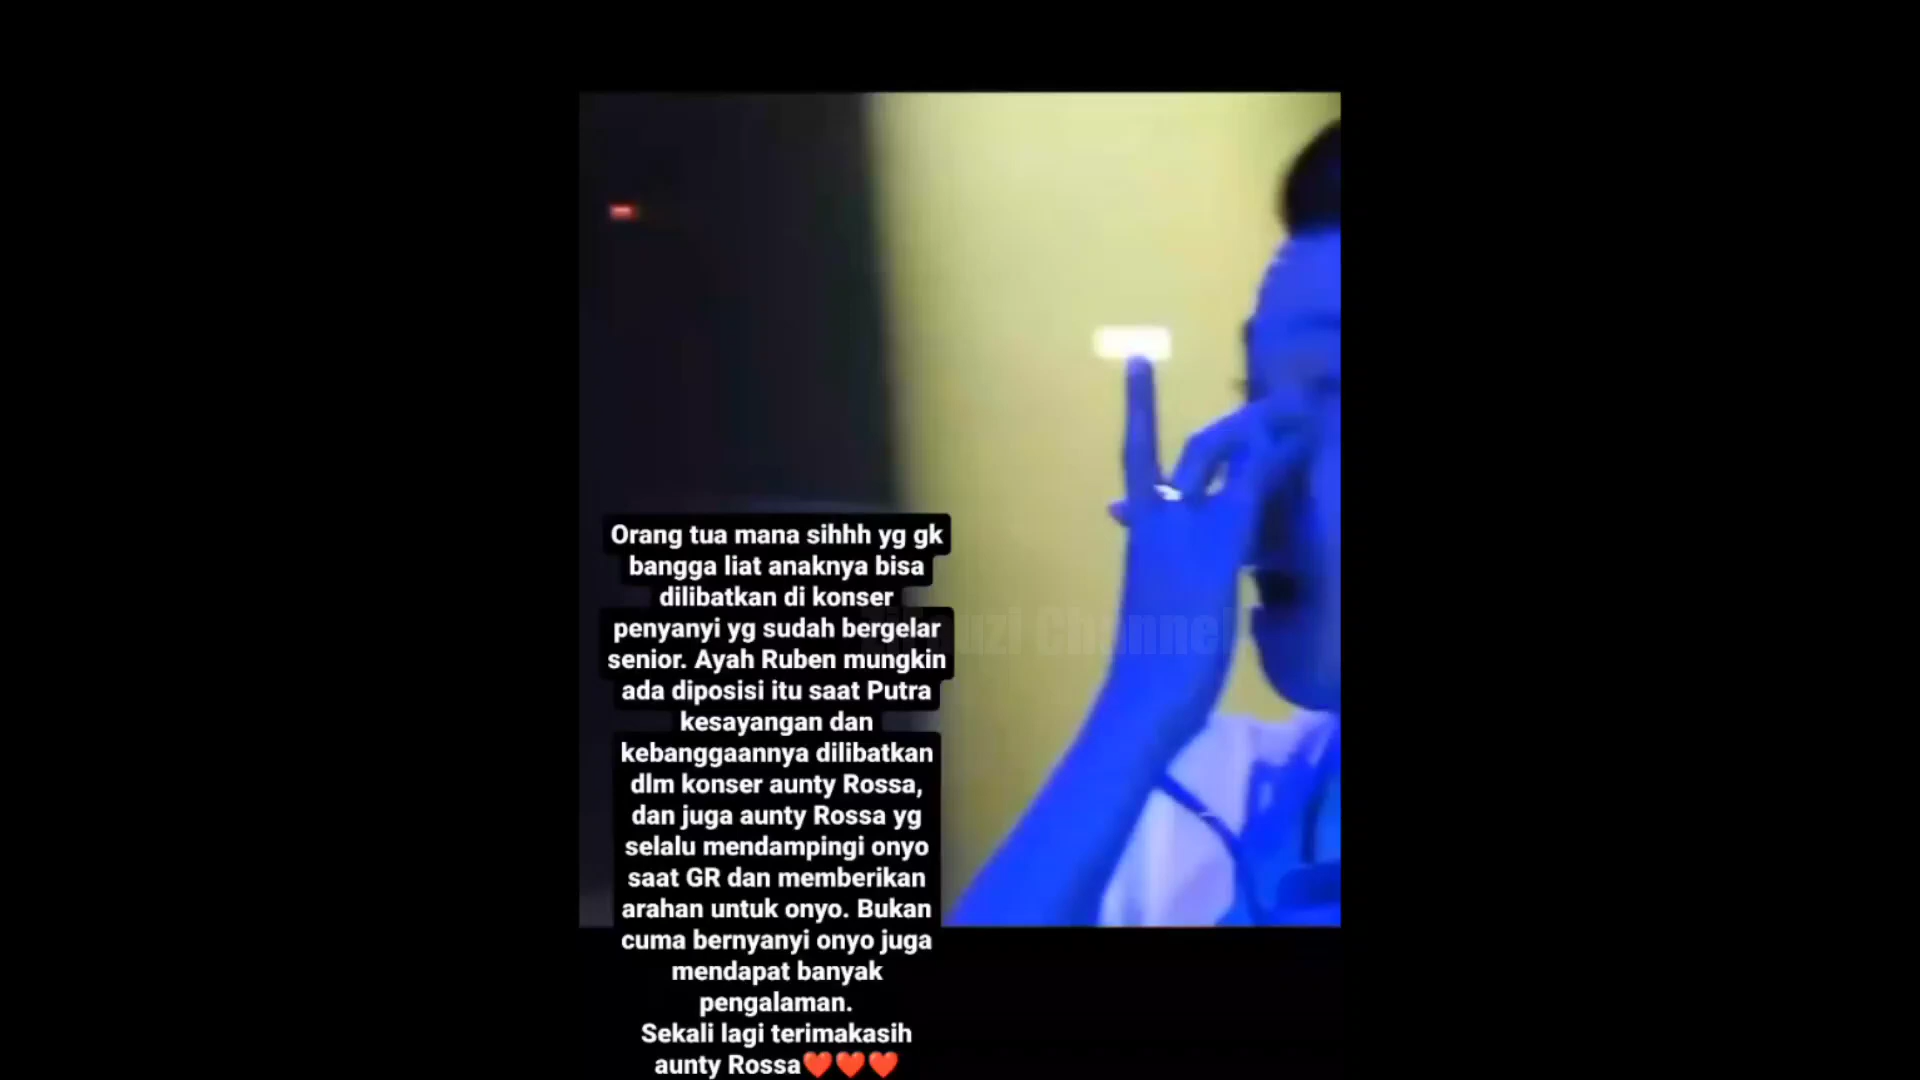 Orang tua mana sihhh yg gk
bangga liat anaknya bisa
dilibatkan di konser
penyanyi yg sudah bergelar
senior. Ayah Ruben mungkin
ada diposisi itu saat Putra
kesayangan dan
kebanggaannya dilibatkan
dlm konser aunty Rossa,
dan juga aunty Rossa yg
selalu mendampingi onyo
saat GR dan memberikan
arahan untuk onyo. Bukan
cuma bernyanyi onyo juga
mendapat banyak
pengalaman.
Sekali lagi terimakasih
aunty Rossa❤️❤️❤️
Channel